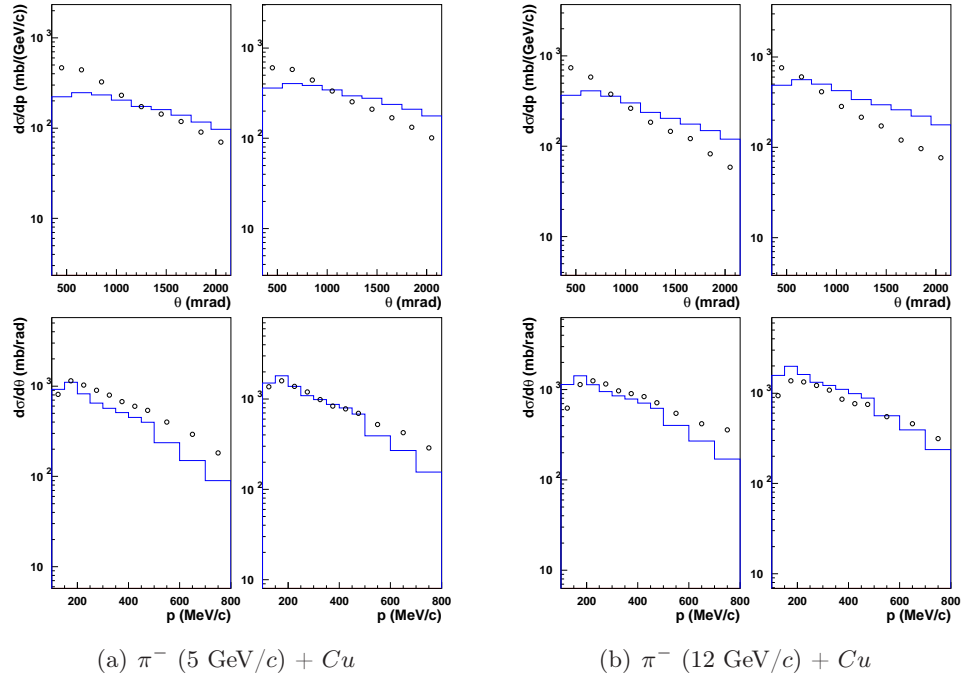 dσ/dp (mb/(GeV/c)) 10³ 10² 10 500 1000 1500 2000 θ (mrad)
10³ 10² 10 500 1000 1500 2000 θ (mrad)
dσ/dθ (mb/rad) 10³ 10² 10 200 400 600 800 p (MeV/c)
10³ 10² 10 200 400 600 800 p (MeV/c)
(a) π⁻ (5 GeV/c) + Cu
dσ/dp (mb/(GeV/c)) 10³ 10² 10 500 1000 1500 2000 θ (mrad)
10³ 10² 10 500 1000 1500 2000 θ (mrad)
dσ/dθ (mb/rad) 10³ 10² 10 200 400 600 800 p (MeV/c)
10³ 10² 10 200 400 600 800 p (MeV/c)
(b) π⁻ (12 GeV/c) + Cu